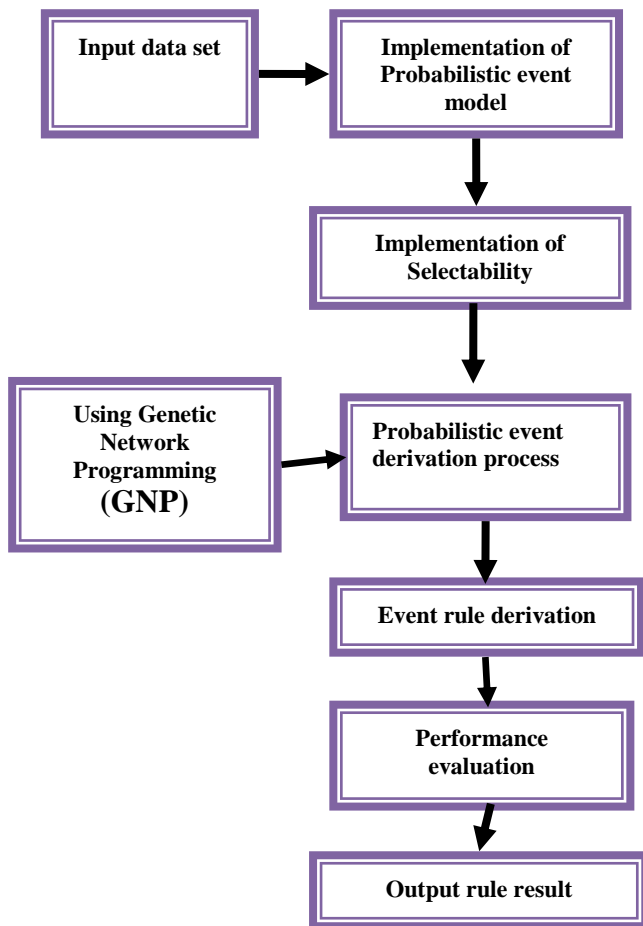 Input data set
Implementation of
Probabilistic event
model
Implementation of
Selectability
Using Genetic
Network
Programming
(GNP)
Probabilistic event
derivation process
Event rule derivation
Performance
evaluation
Output rule result